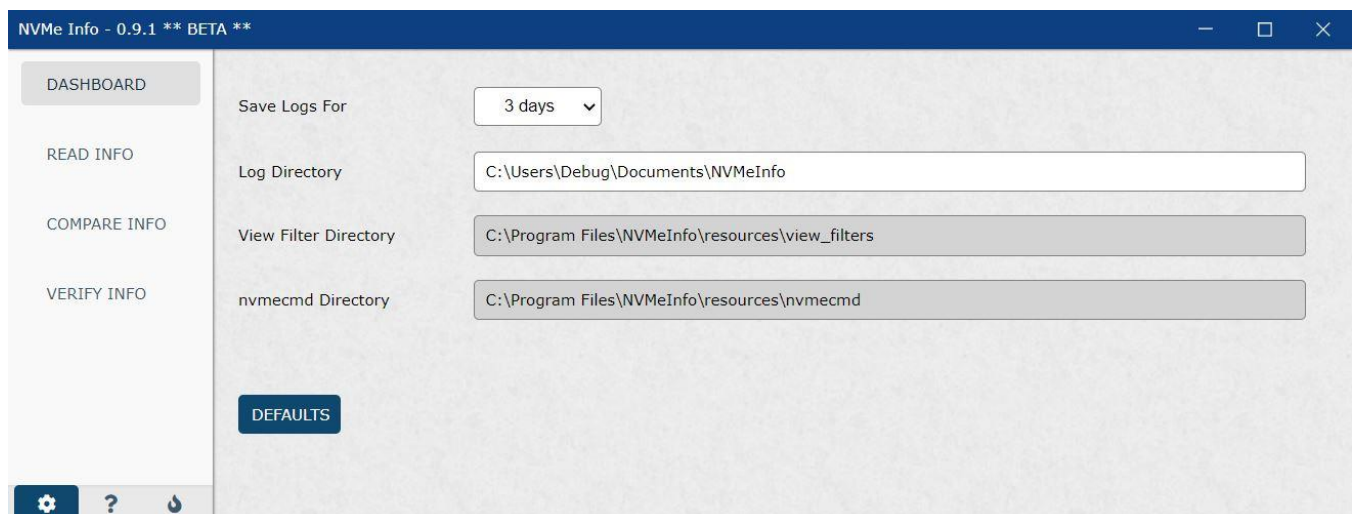 NVMe Info - 0.9.1 ** BETA **
DASHBOARD
READ INFO
COMPARE INFO
VERIFY INFO
Save Logs For
3 days
Log Directory
C:\Users\Debug\Documents\NVMeInfo
View Filter Directory
C:\Program Files\NVMeInfo\resources\view_filters
nvmecmd Directory
C:\Program Files\NVMeInfo\resources\nvmecmd
DEFAULTS
?